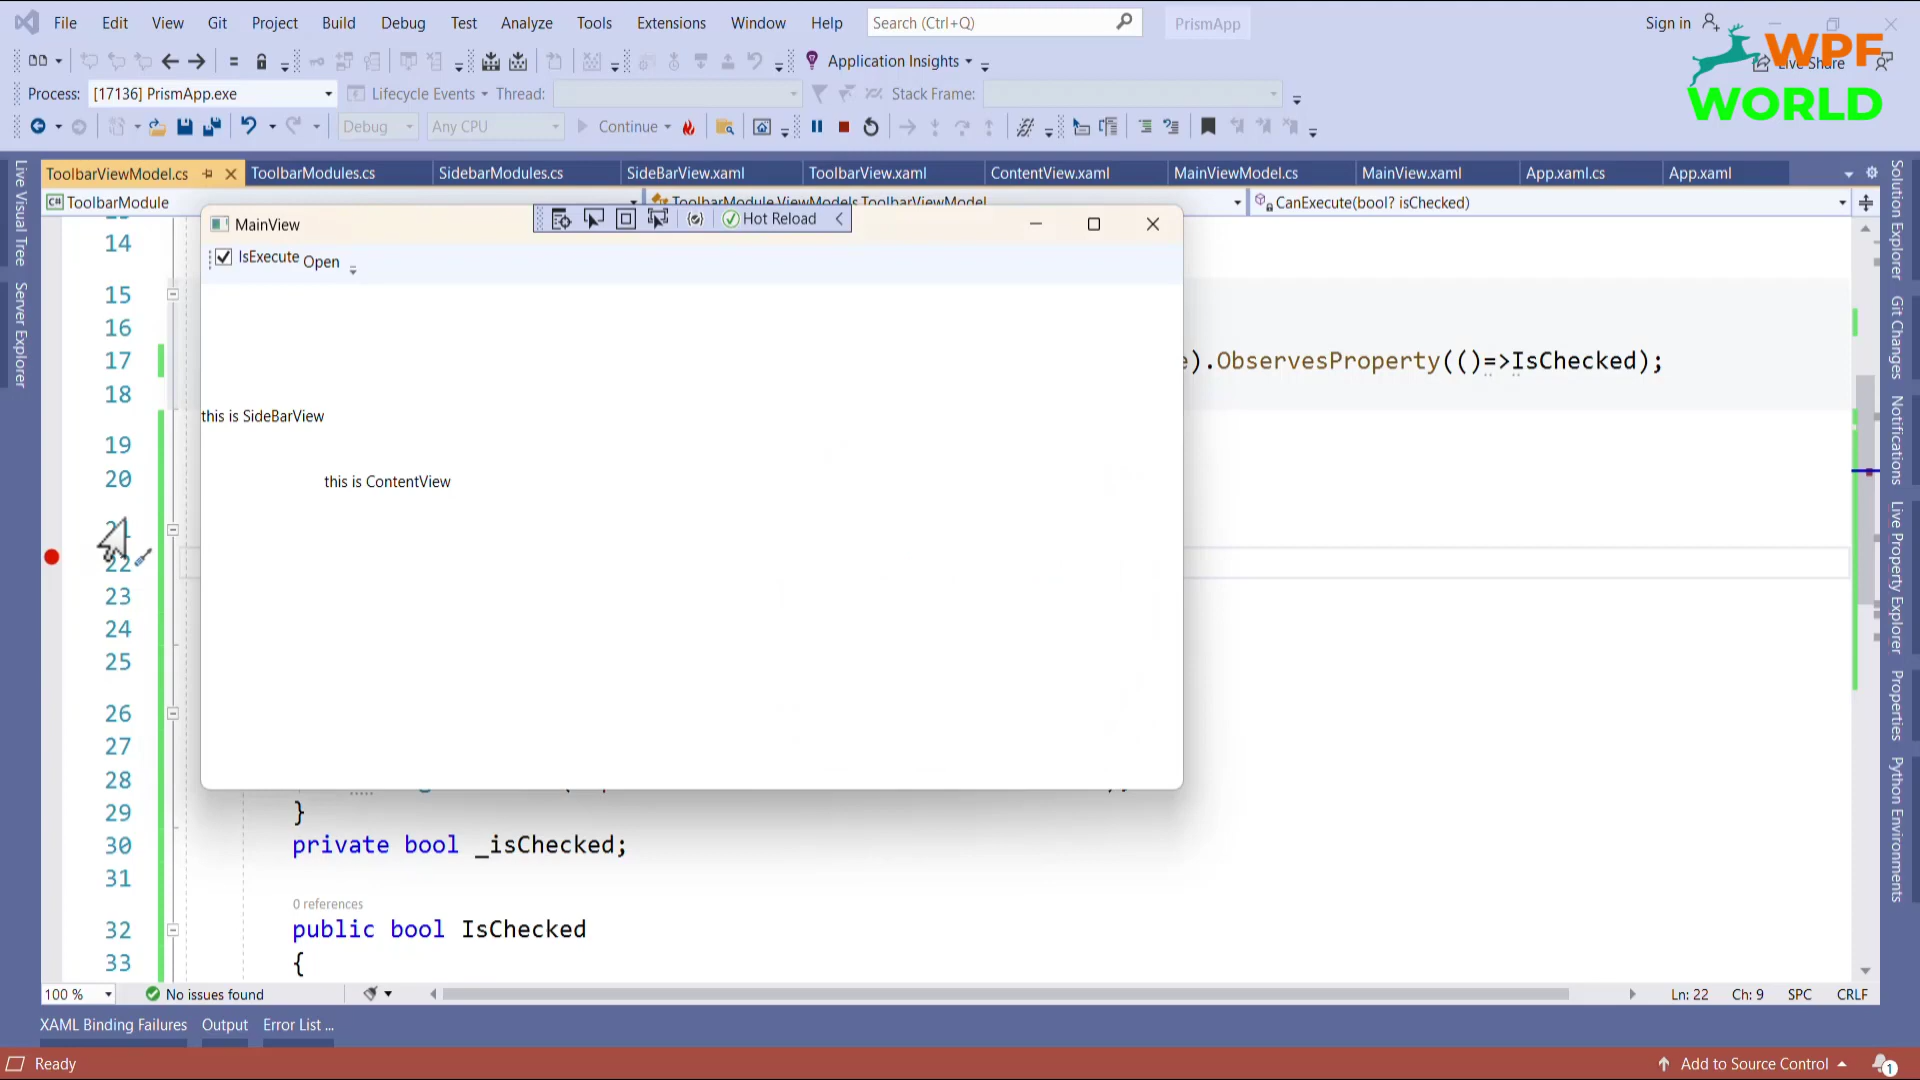 File Edit View Git Project Build Debug Test Analyze Tools Extensions Window Help Search (Ctrl+Q) PrismApp Sign in
WPF
WORLD
Application Insights Live Share
Process: [17136] PrismApp.exe Lifecycle Events Thread: Stack Frame:
Debug Any CPU Continue
ToolbarViewModel.cs ToolbarModules.cs SidebarModules.cs SideBarView.xaml ToolbarView.xaml ContentView.xaml MainViewModel.cs MainView.xaml App.xaml.cs App.xaml
ToolbarModule ToolbarModule.ViewModels.ToolbarViewModel CanExecute(bool? isChecked)
Live Visual Tree
Server Explorer
Solution Explorer
Git Changes
Notifications
Live Property Explorer
Properties
Python Environments
MainView Hot Reload
IsExecute Open
this is SideBarView
this is ContentView
14
15
16
17 ).ObservesProperty(()=>IsChecked);
18
19
20
22
23
24
25
26
27
28
29 }
30 private bool _isChecked;
31
0 references
32 public bool IsChecked
33 {
100 % No issues found Ln: 22 Ch: 9 SPC CRLF
XAML Binding Failures Output Error List ...
Ready Add to Source Control 1